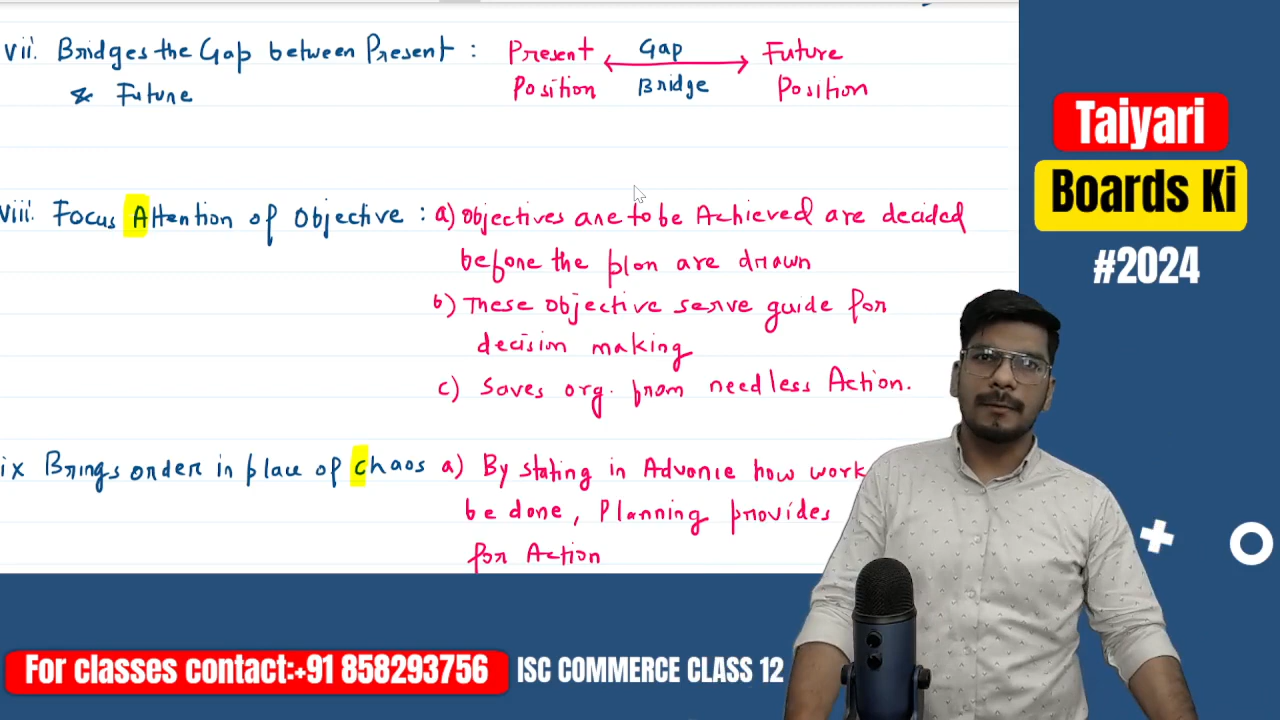 vii. Bridges the Gap between Present :
& Future
Present Gap Future
Position Bridge Position
viii. Focus Attention of Objective :
a) Objectives are to be Achieved are decided
before the plan are drawn
b) These objective serve guide for
decision making
c) Saves org. from needless Action.
ix Brings order in place of chaos
a) By stating in Advance how work
be done, Planning provides
for Action
Taiyari
Boards Ki
#2024
For classes contact:+91 858293756
ISC COMMERCE CLASS 12